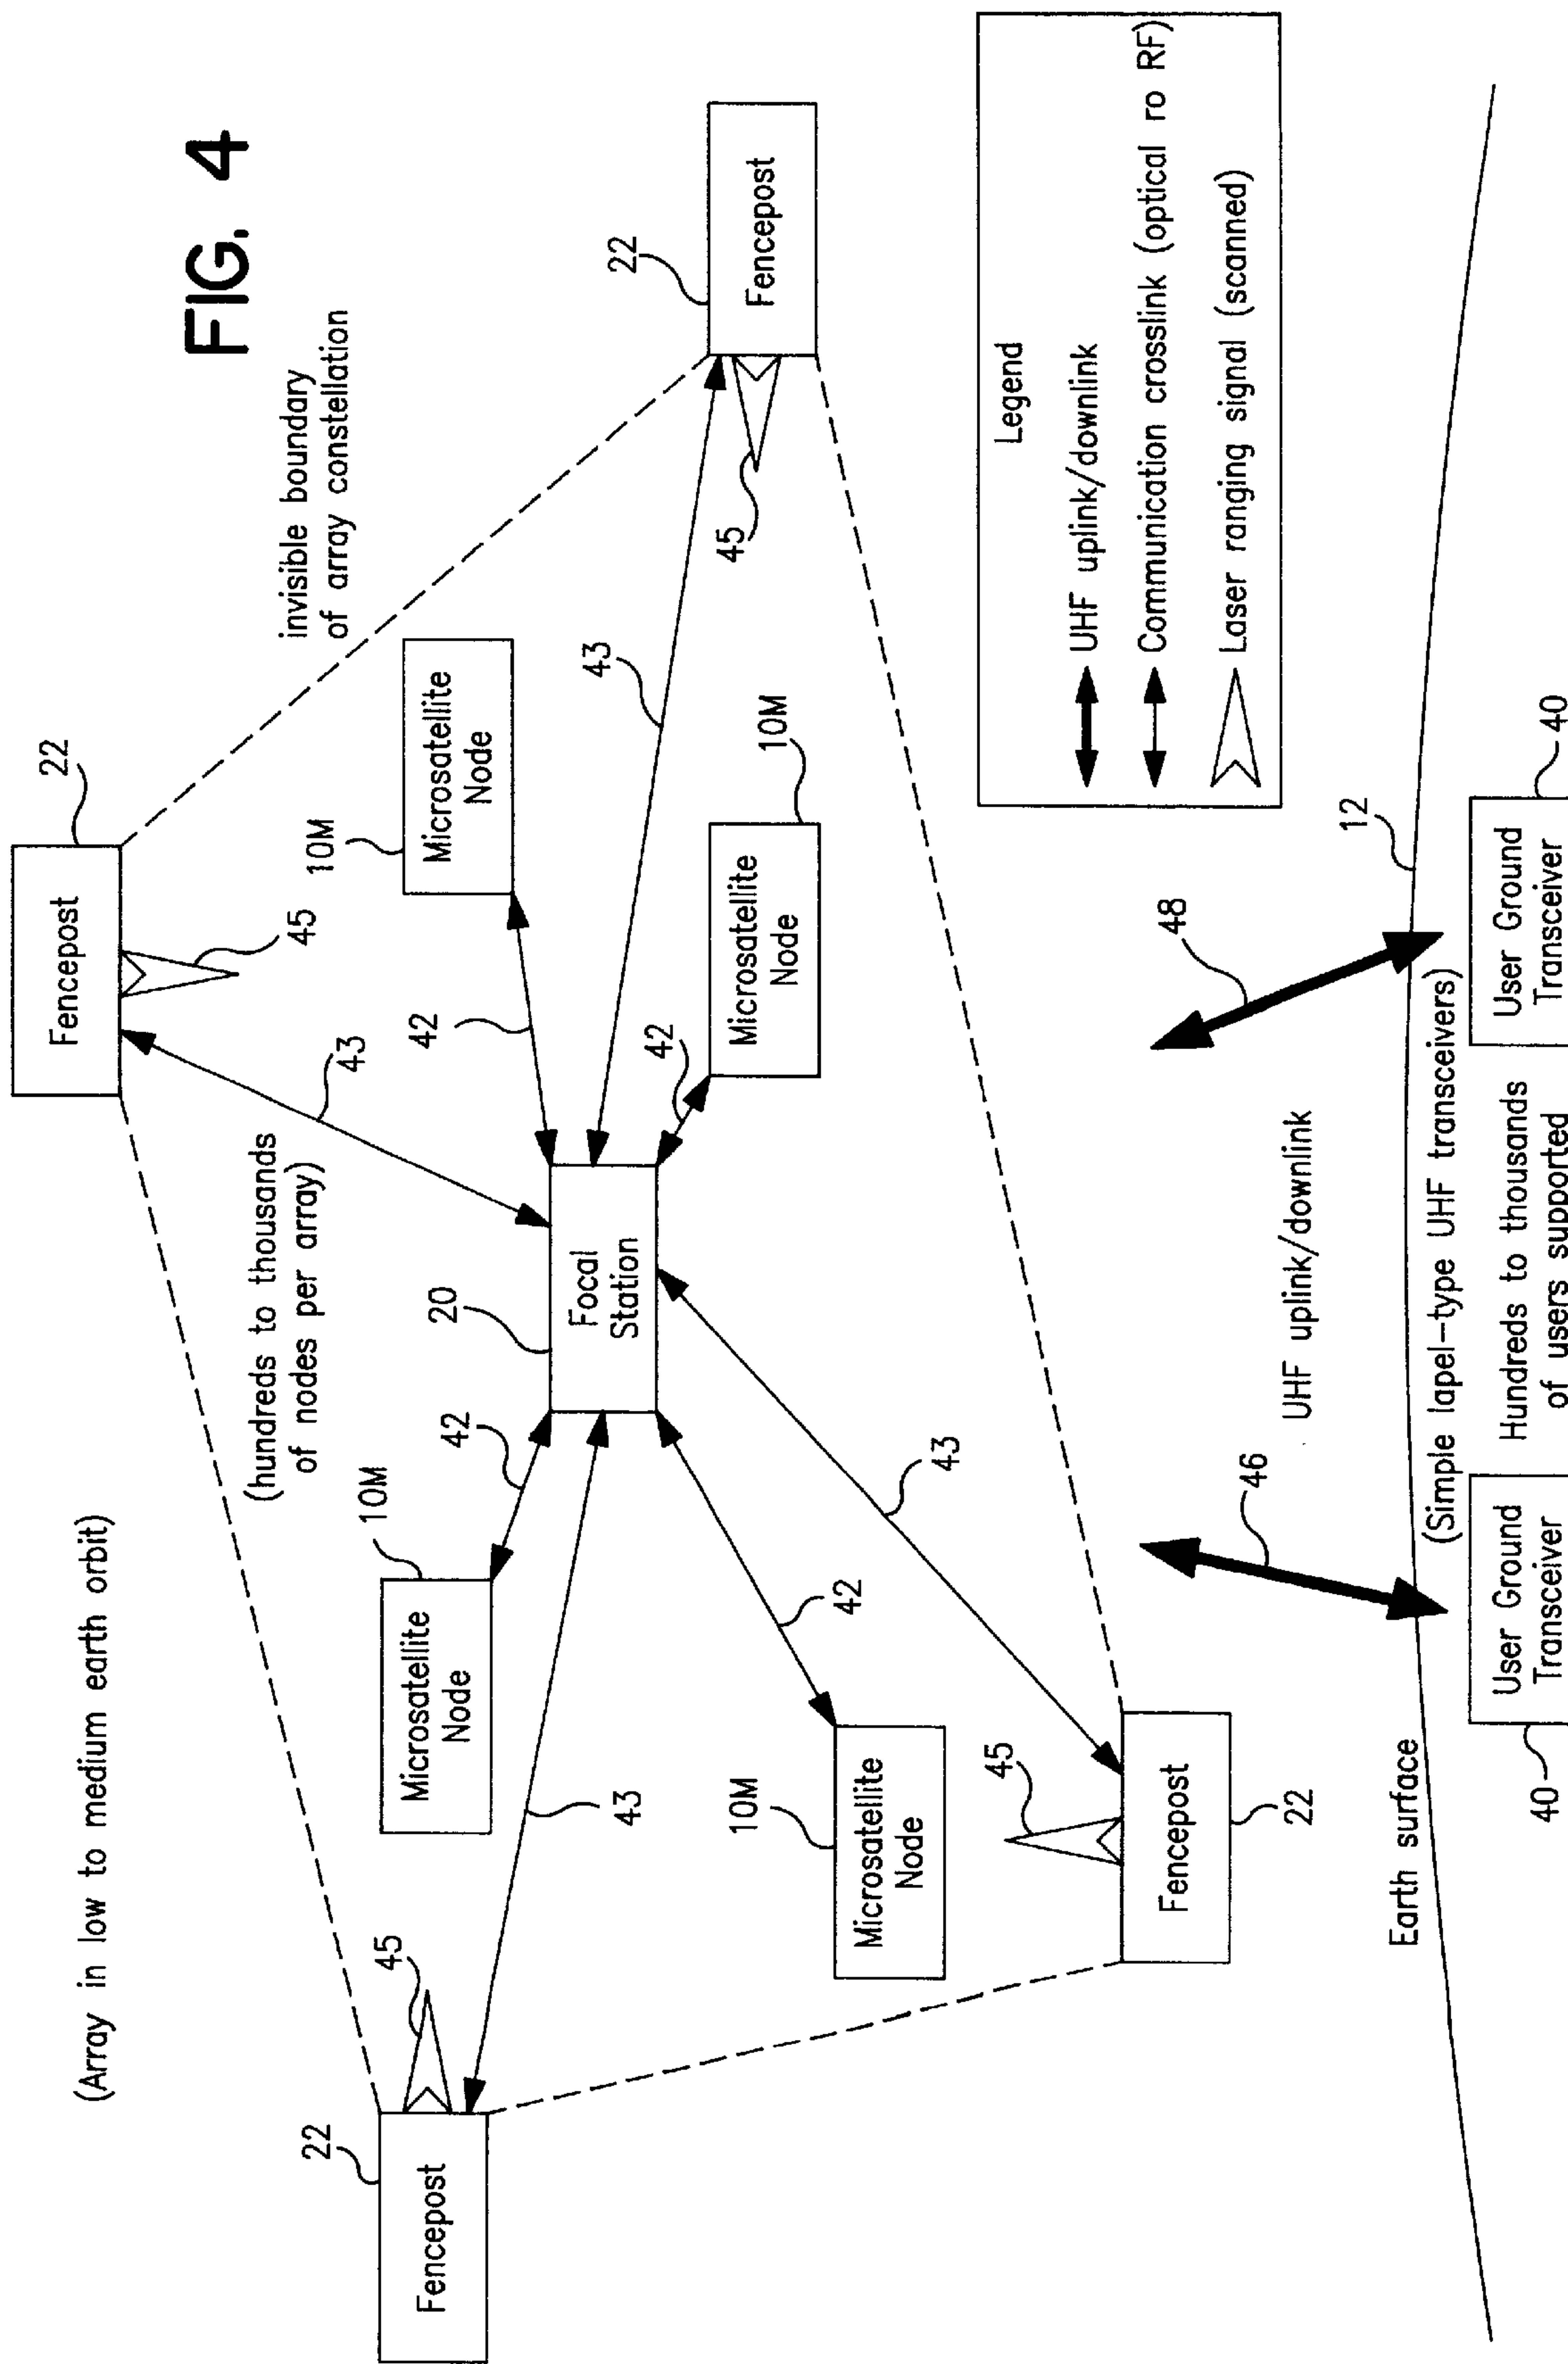 FIG. 4
(Array in low to medium earth orbit)
22
Fencepost
45
43
(hundreds to thousands
of nodes per array)
invisible boundary
of array constellation
22
Fencepost
45
43
10M
Microsatellite
Node
42
10M
Microsatellite
Node
42
20
Focal
Station
42
10M
Microsatellite
Node
42
10M
Microsatellite
Node
43
22
Fencepost
45
43
45
Fencepost
22
Legend
UHF uplink/downlink
Communication crosslink (optical ro RF)
Laser ranging signal (scanned)
46
UHF uplink/downlink
48
12
Earth surface
(Simple lapel-type UHF transceivers)
40
User Ground
Transceiver
Hundreds to thousands
of users supported
User Ground
Transceiver
40